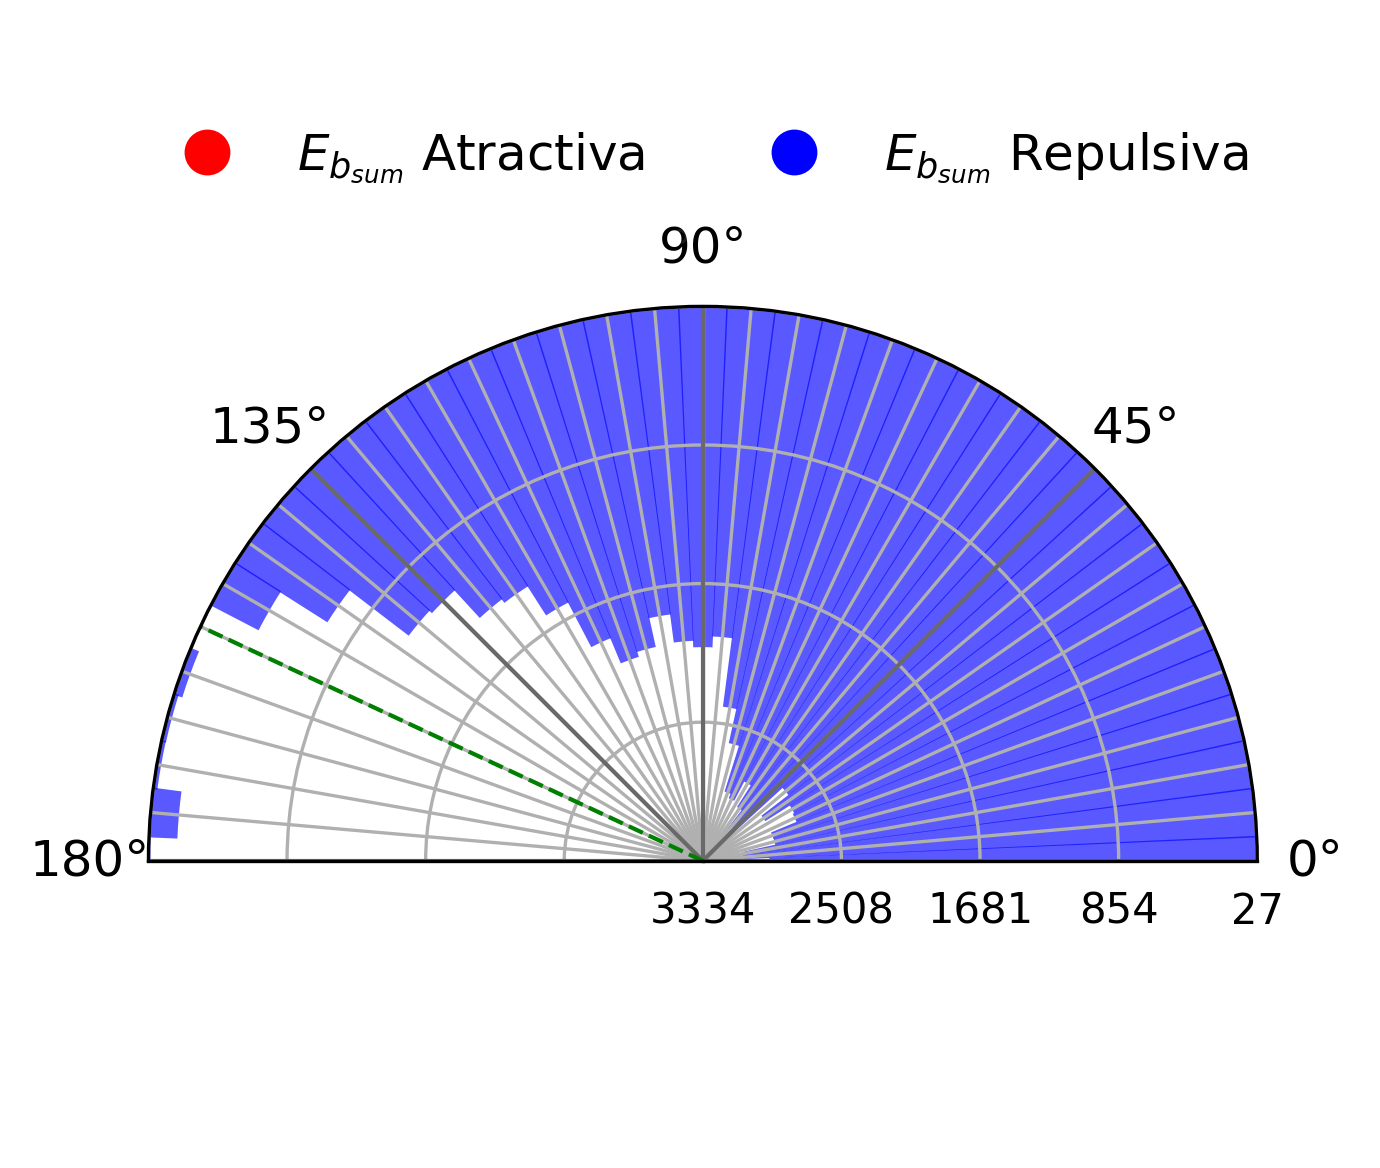 E_{b_{sum}} Atractiva E_{b_{sum}} Repulsiva
90°
135° 45°
180° 0°
3334 2508 1681 854 27